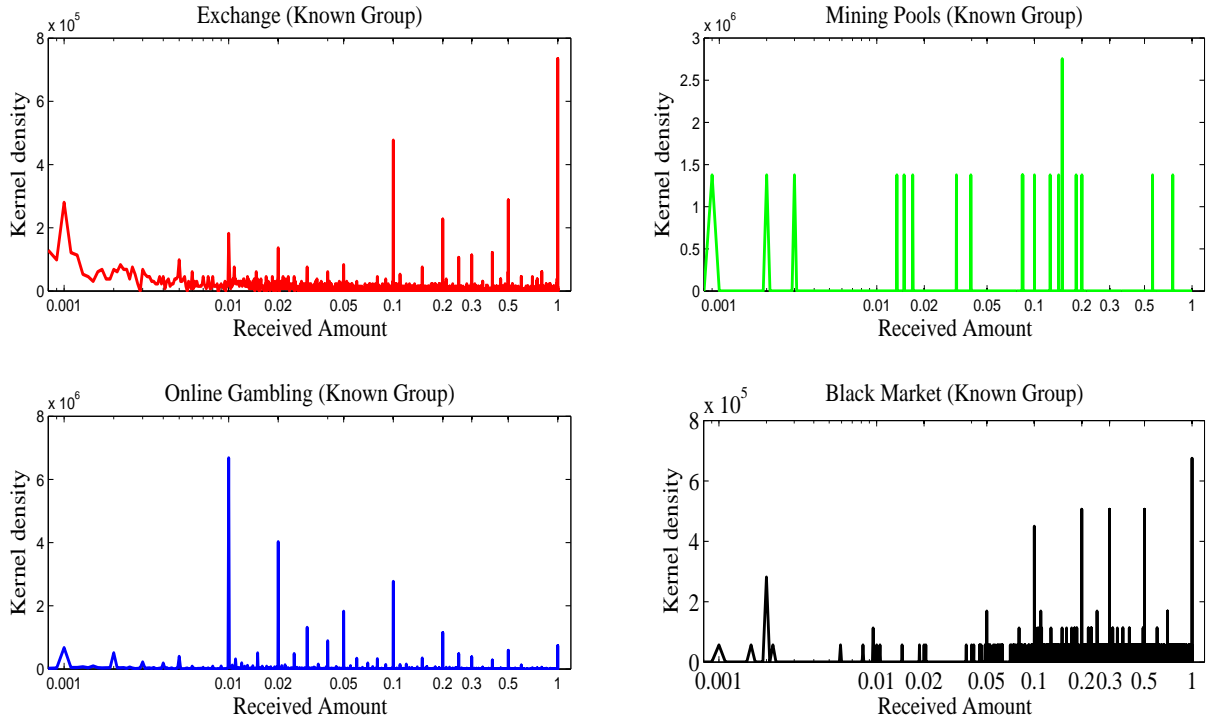 Exchange (Known Group)
x 10^5
8
6
4
2
0
Kernel density
0.001 0.01 0.02 0.05 0.1 0.2 0.3 0.5 1
Received Amount
Mining Pools (Known Group)
x 10^6
3
2.5
2
1.5
1
0.5
0
Kernel density
0.001 0.01 0.02 0.05 0.1 0.2 0.3 0.5 1
Received Amount
Online Gambling (Known Group)
x 10^6
8
6
4
2
0
Kernel density
0.001 0.01 0.02 0.05 0.1 0.2 0.3 0.5 1
Received Amount
Black Market (Known Group)
x 10^5
8
6
4
2
0
Kernel density
0.001 0.01 0.02 0.05 0.1 0.2 0.3 0.5 1
Received Amount